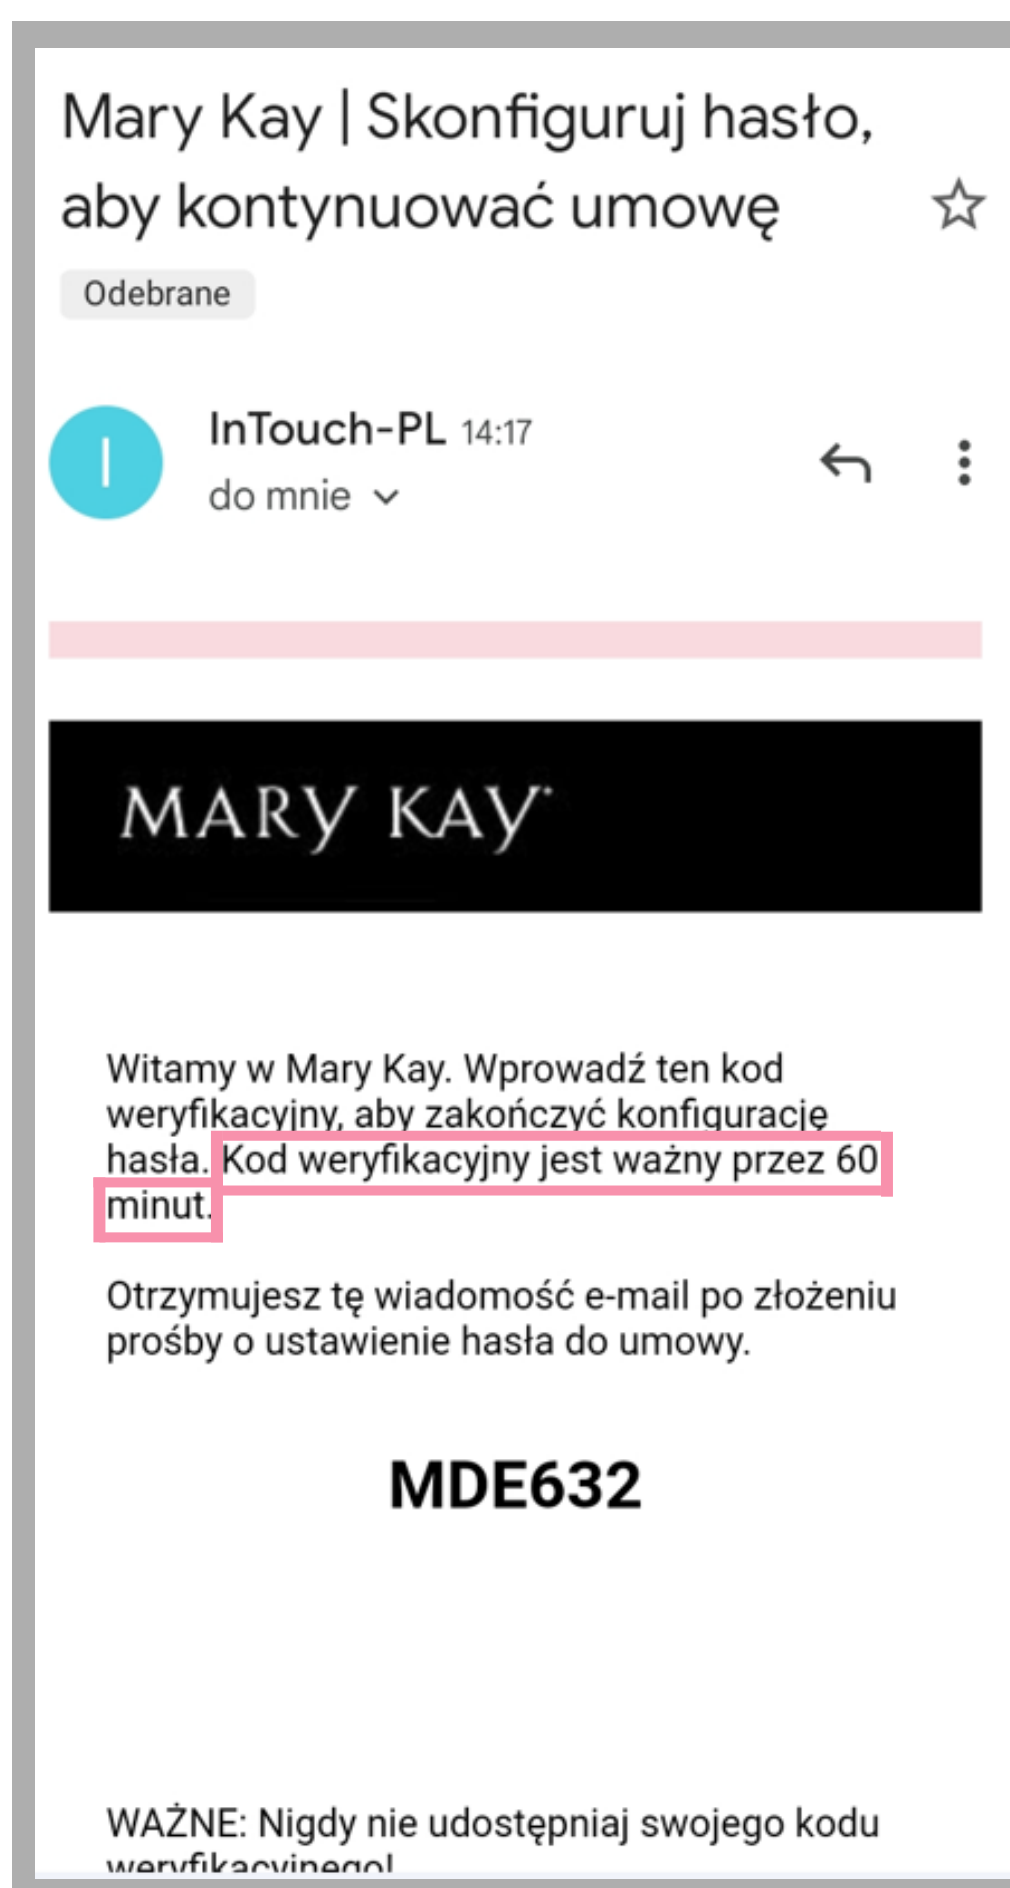 Mary Kay | Skonfiguruj hasło,
aby kontynuować umowę
Odebrane
I
InTouch-PL 14:17
do mnie
MARY KAY
Witamy w Mary Kay. Wprowadź ten kod
weryfikacyjny, aby zakończyć konfigurację
hasła. Kod weryfikacyjny jest ważny przez 60
minut.
Otrzymujesz tę wiadomość e-mail po złożeniu
prośby o ustawienie hasła do umowy.
MDE632
WAŻNE: Nigdy nie udostępniaj swojego kodu
weryfikacyjnego!